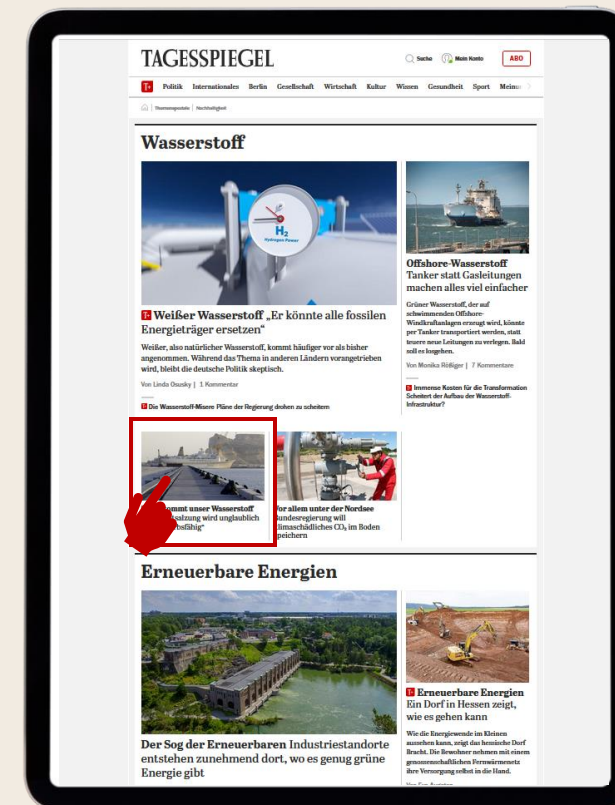 TAGESSPIEGEL
Suche Mein Konto ABO
T+ Politik Internationales Berlin Gesellschaft Wirtschaft Kultur Wissen Gesundheit Sport
Themenspeziale Nachhaltigkeit
Wasserstoff
H₂
Hydrogen Power
T+ Weißer Wasserstoff „Er könnte alle fossilen
Energieträger ersetzen“
Weißer, also natürlicher Wasserstoff, kommt häufiger vor als bisher
angenommen. Während das Thema in anderen Ländern vorangetrieben
wird, bleibt die deutsche Politik skeptisch.
Von Linda Osusky | 1 Kommentar
T+ Die Wasserstoff-Misere Pläne der Regierung drohen zu scheitern
Offshore-Wasserstoff
Tanker statt Gasleitungen
machen alles viel einfacher
Grüner Wasserstoff, der auf
schwimmenden Offshore-
Windkraftanlagen erzeugt wird, könnte
per Tanker transportiert werden, statt
teuere neue Leitungen zu verlegen. Bald
soll es losgehen.
Von Monika Rößiger | 7 Kommentare
T+ Immense Kosten für die Transformation
Scheitert der Aufbau der Wasserstoff-
Infrastruktur?
unser Wasserstoff
wird unglaublich
Vor allem unter der Nordsee
Bundesregierung will
klimaschädliches CO₂ im Boden
speichern
Erneuerbare Energien
Der Sog der Erneuerbaren Industriestandorte
entstehen zunehmend dort, wo es genug grüne
Energie gibt
T+ Erneuerbare Energien
Ein Dorf in Hessen zeigt,
wie es gehen kann
Wie die Energiewende im Kleinen
aussehen kann, zeigt das hessische Dorf
Bracht. Die Bewohner nehmen mit einem
genossenschaftlichen Fernwärmenetz
ihre Versorgung selbst in die Hand.